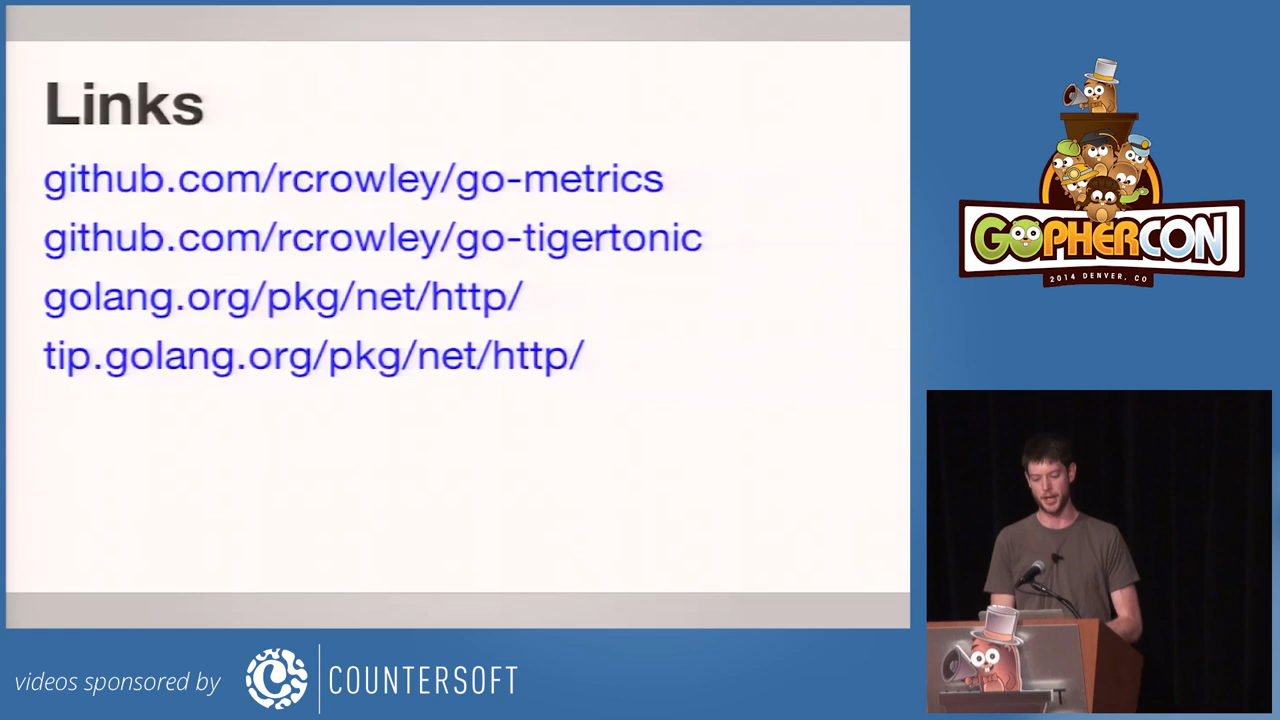 Links
github.com/rcrowley/go-metrics
github.com/rcrowley/go-tigertonic
golang.org/pkg/net/http/
tip.golang.org/pkg/net/http/
GOPHERCON
2014 DENVER, CO
T
videos sponsored by
COUNTERSOFT